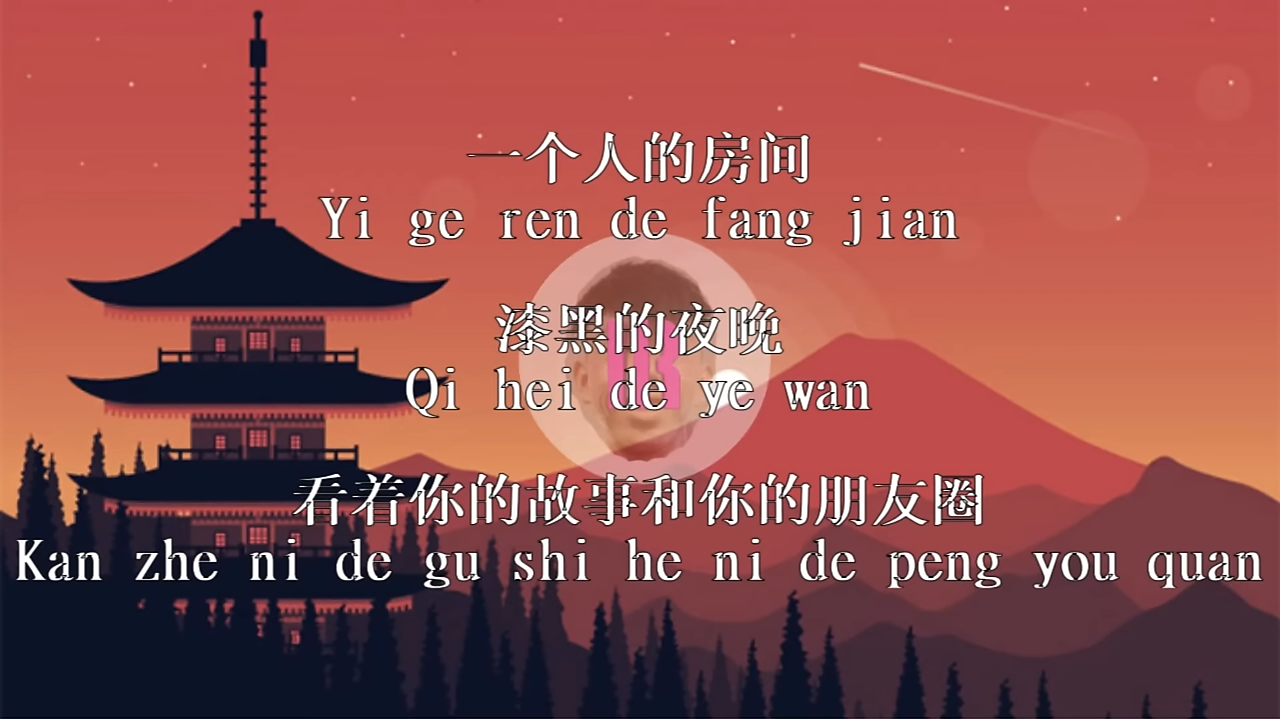 一个人的房间
Yi ge ren de fang jian
漆黑的夜晚
Qi hei de ye wan
看着你的故事和你的朋友圈
Kan zhe ni de gu shi he ni de peng you quan